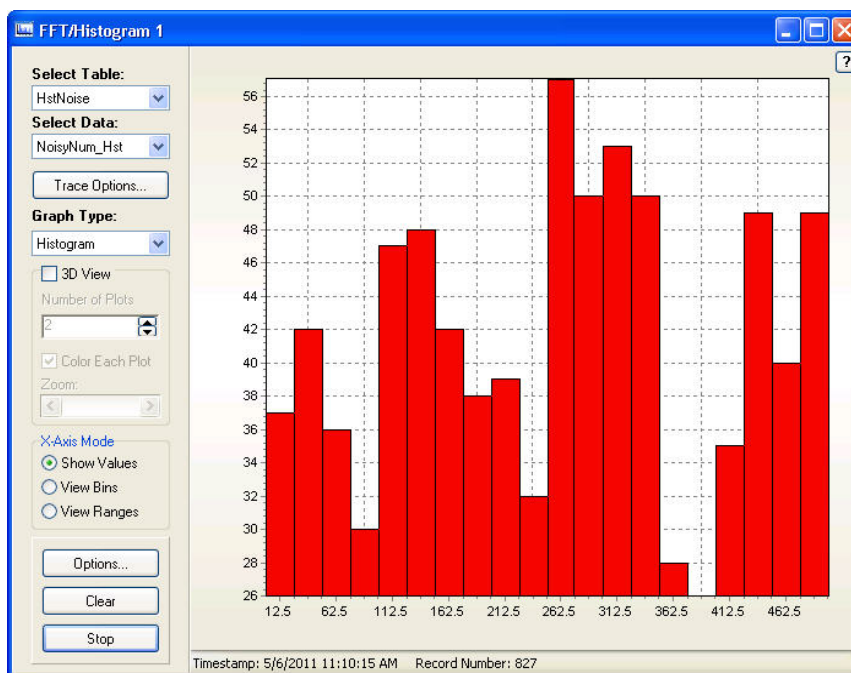 FFT/Histogram 1
Select Table:
HstNoise
Select Data:
NoisyNum_Hst
Trace Options...
Graph Type:
Histogram
3D View
Number of Plots
2
Color Each Plot
Zoom:
X-Axis Mode
Show Values
View Bins
View Ranges
Options...
Clear
Stop
?
56
54
52
50
48
46
44
42
40
38
36
34
32
30
28
26
12.5 62.5 112.5 162.5 212.5 262.5 312.5 362.5 412.5 462.5
Timestamp: 5/6/2011 11:10:15 AM Record Number: 827